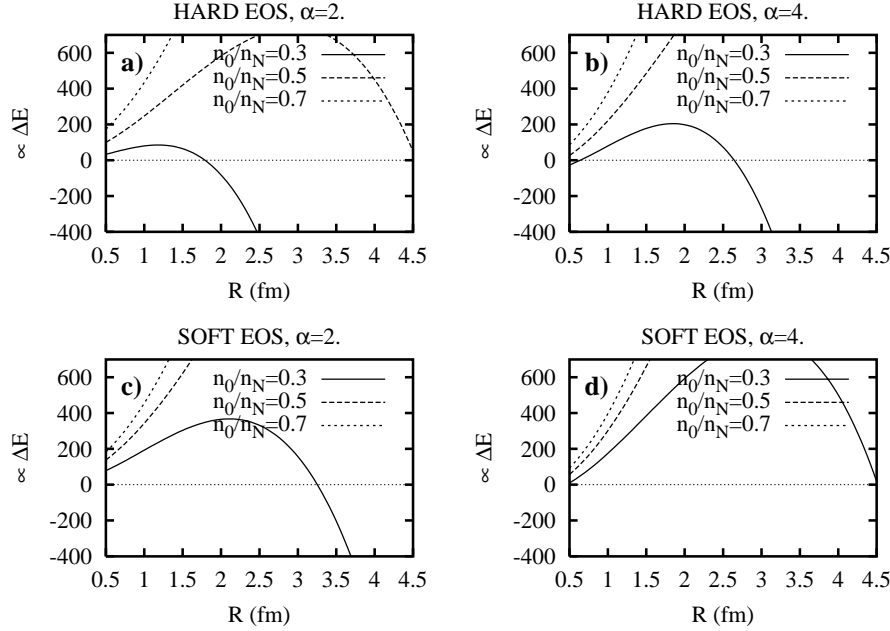 HARD EOS, α=2.
a)
n0/nN=0.3
n0/nN=0.5
n0/nN=0.7
600
400
200
0
-200
-400
∝ ΔE
0.5 1 1.5 2 2.5 3 3.5 4 4.5
R (fm)
HARD EOS, α=4.
b)
n0/nN=0.3
n0/nN=0.5
n0/nN=0.7
600
400
200
0
-200
-400
∝ ΔE
0.5 1 1.5 2 2.5 3 3.5 4 4.5
R (fm)
SOFT EOS, α=2.
c)
n0/nN=0.3
n0/nN=0.5
n0/nN=0.7
600
400
200
0
-200
-400
∝ ΔE
0.5 1 1.5 2 2.5 3 3.5 4 4.5
R (fm)
SOFT EOS, α=4.
d)
n0/nN=0.3
n0/nN=0.5
n0/nN=0.7
600
400
200
0
-200
-400
∝ ΔE
0.5 1 1.5 2 2.5 3 3.5 4 4.5
R (fm)